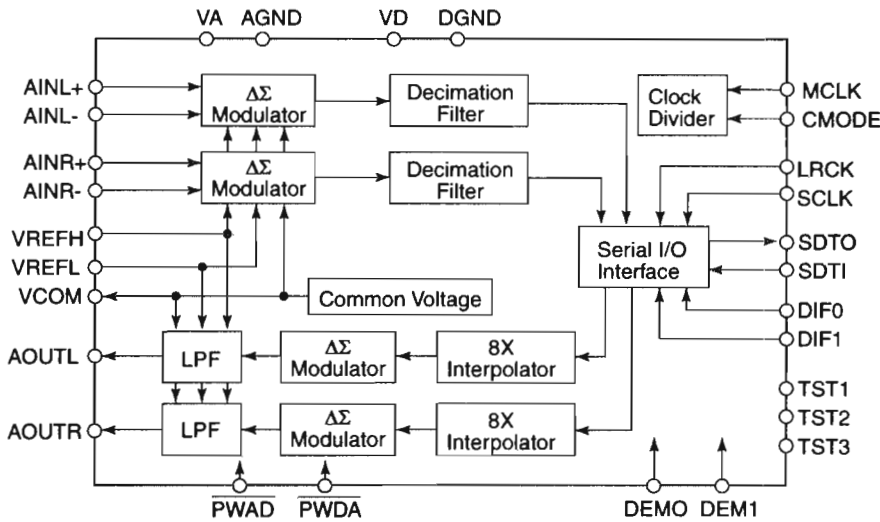 VA AGND VD DGND
AINL+
AINL-
AINR+
AINR-
VREFH
VREFL
VCOM
AOUTL
AOUTR
ΔΣ
Modulator
Decimation
Filter
Clock
Divider
MCLK
CMODE
ΔΣ
Modulator
Decimation
Filter
LRCK
SCLK
Serial I/O
Interface
SDTO
SDTI
Common Voltage
DIF0
DIF1
LPF
ΔΣ
Modulator
8X
Interpolator
TST1
TST2
TST3
LPF
ΔΣ
Modulator
8X
Interpolator
PWAD PWDA DEMO DEM1